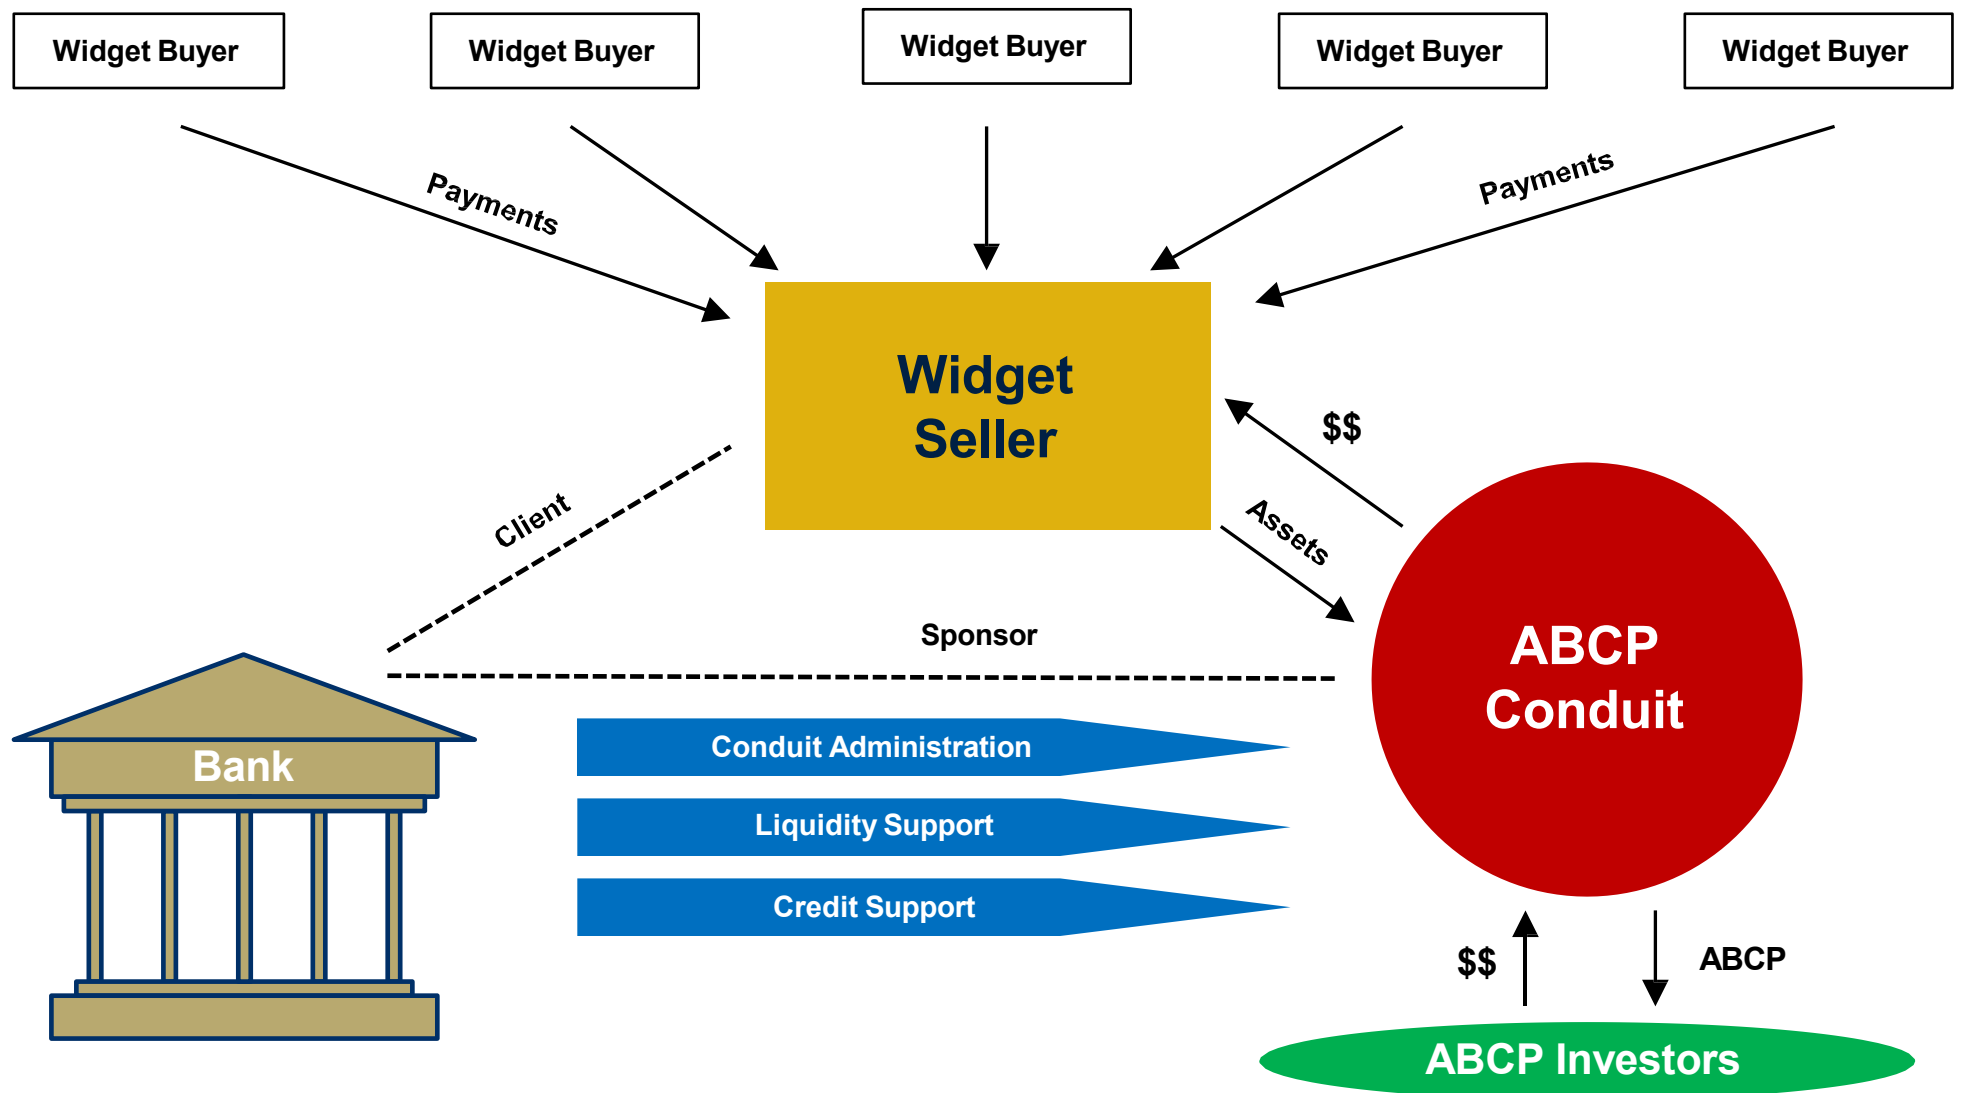 Widget Buyer
Widget Buyer
Widget Buyer
Widget Buyer
Widget Buyer
Payments
Payments
Widget
Seller
$$
Client
Assets
Sponsor
ABCP
Conduit
Bank
Conduit Administration
Liquidity Support
Credit Support
$$
ABCP
ABCP Investors